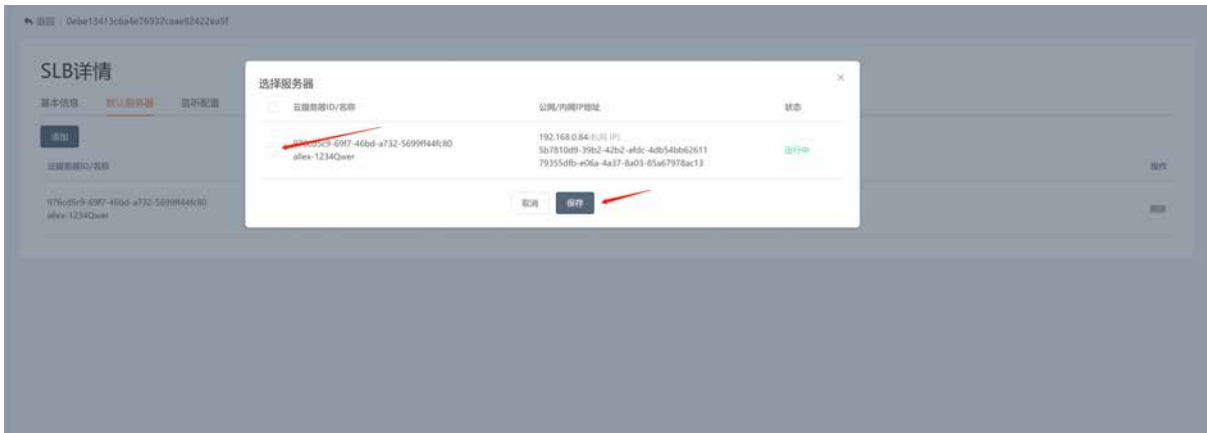 返回 0ebe13413c6a4e76932caae82422ea5f
SLB详情
基本信息 默认服务器 监听配置
添加
云服务器ID/名称 操作
976cd5c9-69f7-46bd-a732-5699ff44fc80
allex-1234Qwer
删除
选择服务器
云服务器ID/名称 公网/内网IP地址 状态
976cd5c9-69f7-46bd-a732-5699ff44fc80
allex-1234Qwer
192.168.0.84(私网 IP)
5b7810d9-39b2-42b2-afdc-4db54bb62611
79355dfb-e06a-4a37-8a03-85a67978ac13
运行中
取消 保存